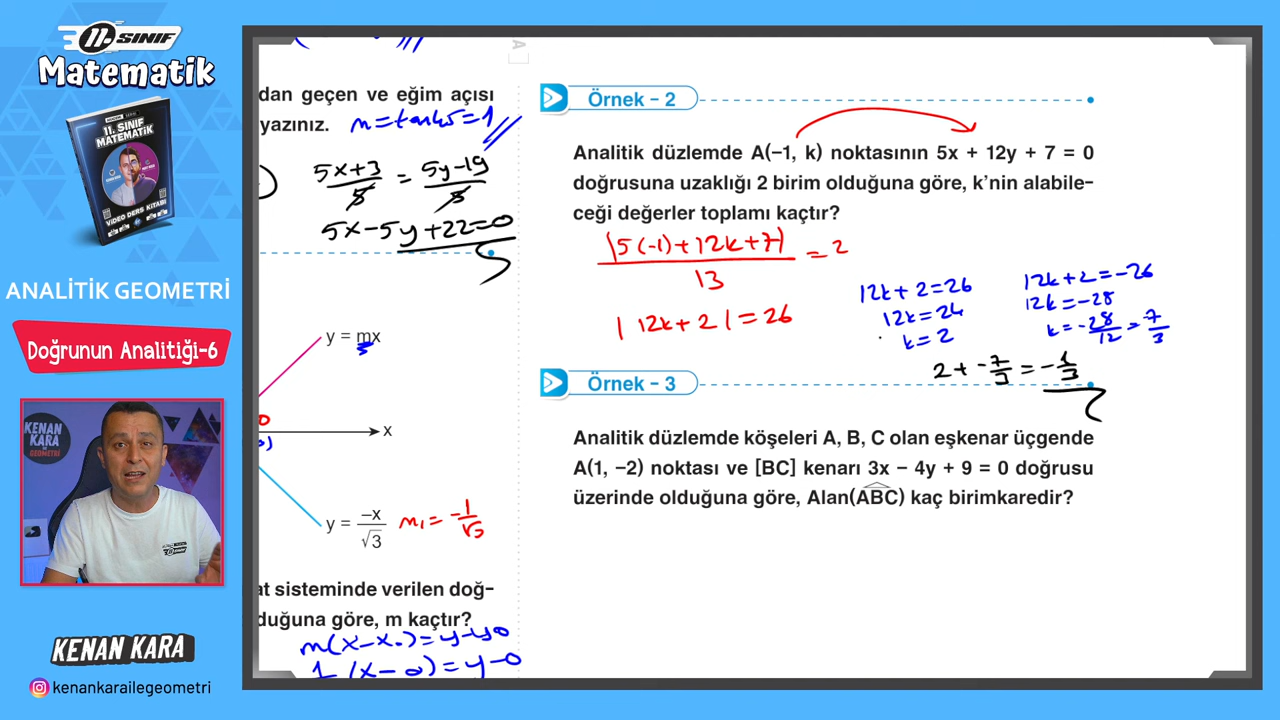 11. SINIF
Matematik
11. SINIF
MATEMATİK
VİDEO DERS KİTABI
ANALİTİK GEOMETRİ
Doğrunun Analitiği-6
KENAN
KARA
GEOMETRİ
11. SINIF
KENAN KARA
kenankarailegeometri
dan geçen ve eğim açısı
yazınız. m=tan45=1
5x+3/5 = 5y-19/5
5x-5y+22=0
y = mx
x
y = –x/√3 m₁=-1/√3
at sisteminde verilen doğ-
duğuna göre, m kaçtır?
m(x-x₀)=y-y₀
1(x-0)=y-0
A
Örnek – 2
Analitik düzlemde A(–1, k) noktasının 5x + 12y + 7 = 0
doğrusuna uzaklığı 2 birim olduğuna göre, k'nin alabile-
ceği değerler toplamı kaçtır?
|5(-1)+12k+7|/13 = 2
|12k+2|=26
12k+2=26
12k=24
k=2
12k+2=-26
12k=-28
k=-28/12=-7/3
2+-7/3=-1/3
Örnek – 3
Analitik düzlemde köşeleri A, B, C olan eşkenar üçgende
A(1, –2) noktası ve [BC] kenarı 3x – 4y + 9 = 0 doğrusu
üzerinde olduğuna göre, Alan(ABC) kaç birimkaredir?